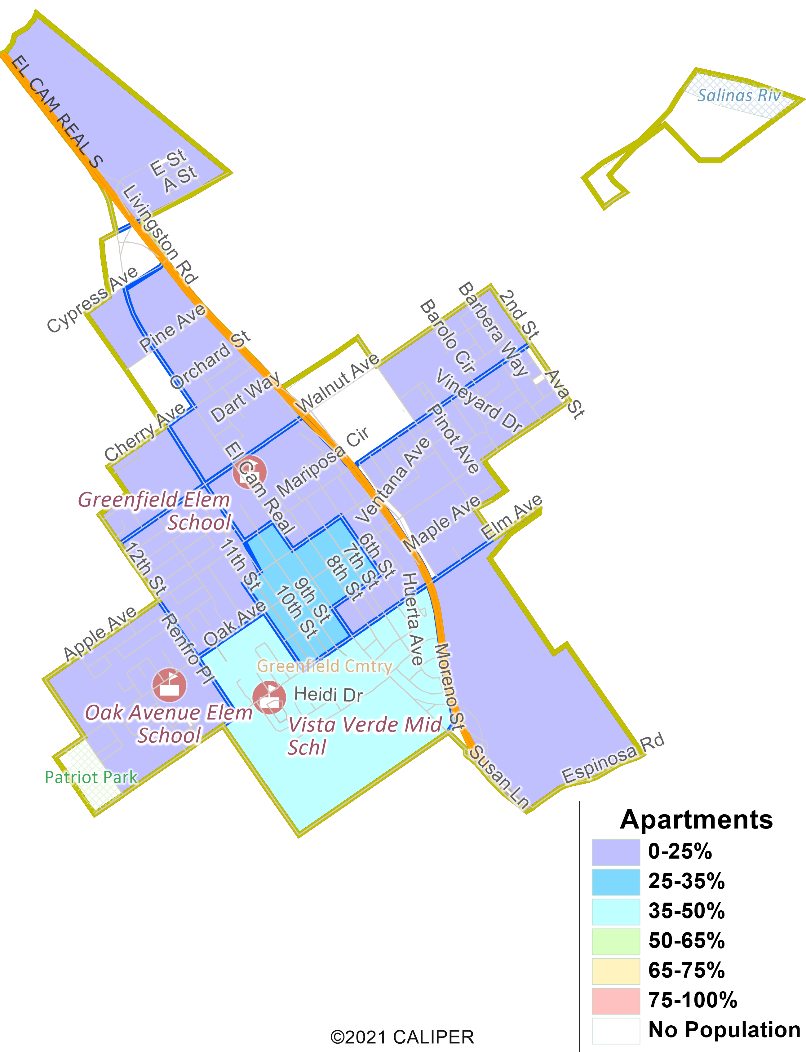 EL CAM REAL S
Salinas Riv
E St
A St
Livingston Rd
Cypress Ave
Pine Ave
Orchard St
Dart Way
Walnut Ave
Barolo Cir
Barbera Way
2nd St
Ava St
Vineyard Dr
Pinot Ave
Cherry Ave
El Cam Real
Mariposa Cir
Ventana Ave
Maple Ave
Elm Ave
Greenfield Elem
School
12th St
11th St
10th St
9th St
8th St
7th St
6th St
Huerta Ave
Apple Ave
Renfro Pl
Oak Ave
Greenfield Cmtry
Heidi Dr
Moreno St
Oak Avenue Elem
School
Vista Verde Mid
Schl
Patriot Park
Susan Ln
Espinosa Rd
Apartments
0-25%
25-35%
35-50%
50-65%
65-75%
75-100%
No Population
©2021 CALIPER